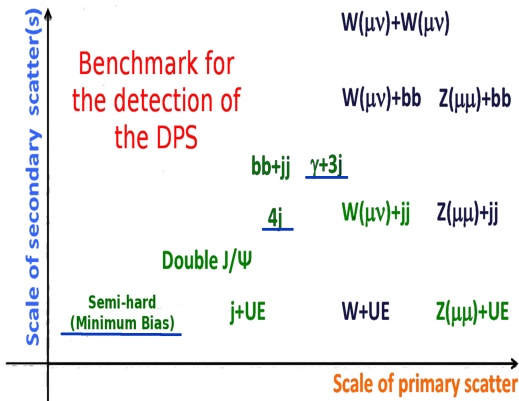 Scale of secondary scatter(s)
Benchmark for
the detection of
the DPS
W(μν)+W(μν)
W(μν)+bb Z(μμ)+bb
bb+jj γ+3j
4j W(μν)+jj Z(μμ)+jj
Double J/Ψ
Semi-hard
(Minimum Bias)
j+UE W+UE Z(μμ)+UE
Scale of primary scatter